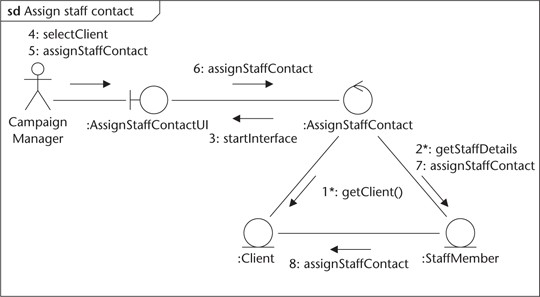 sd Assign staff contact
4: selectClient
5: assignStaffContact
6: assignStaffContact
Campaign
Manager
:AssignStaffContactUI
3: startInterface
:AssignStaffContact
2*: getStaffDetails
7: assignStaffContact
1*: getClient()
:Client
8: assignStaffContact
:StaffMember